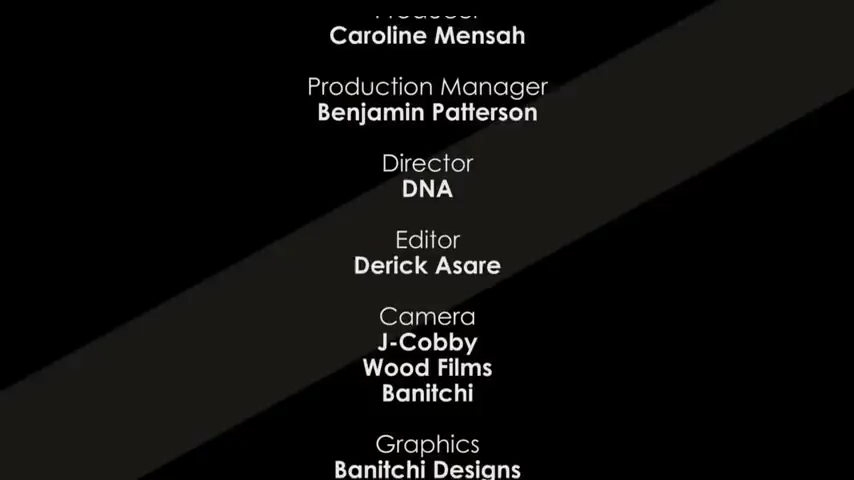 Producer
Caroline Mensah
Production Manager
Benjamin Patterson
Director
DNA
Editor
Derick Asare
Camera
J-Cobby
Wood Films
Banitchi
Graphics
Banitchi Designs